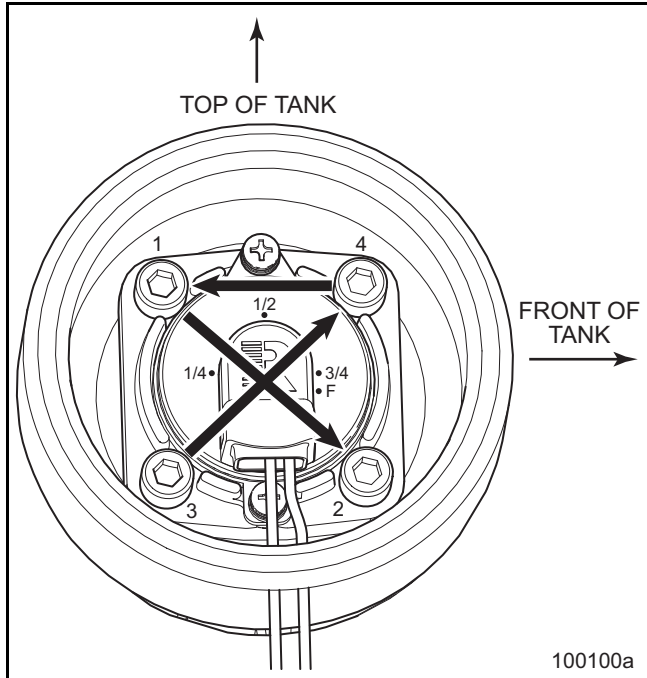 TOP OF TANK
1
4
1/2
FRONT OF
TANK
1/4
3/4
F
3
2
100100a